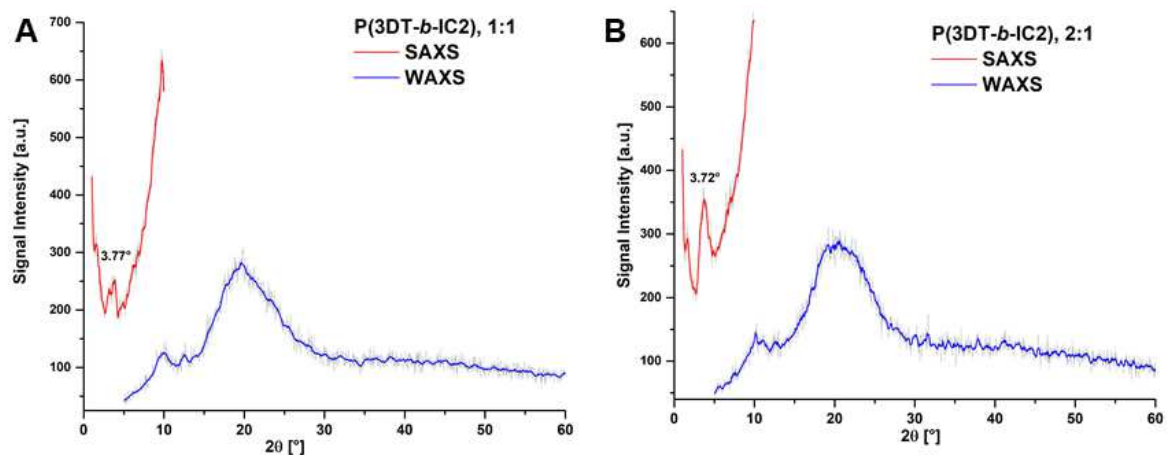 A
P(3DT-b-IC2), 1:1
SAXS
WAXS
3.77°
Signal Intensity [a.u.]
700
600
500
400
300
200
100
0 10 20 30 40 50 60
2θ [°]
B
P(3DT-b-IC2), 2:1
SAXS
WAXS
3.72°
Signal Intensity [a.u.]
600
500
400
300
200
100
0 10 20 30 40 50 60
2θ [°]